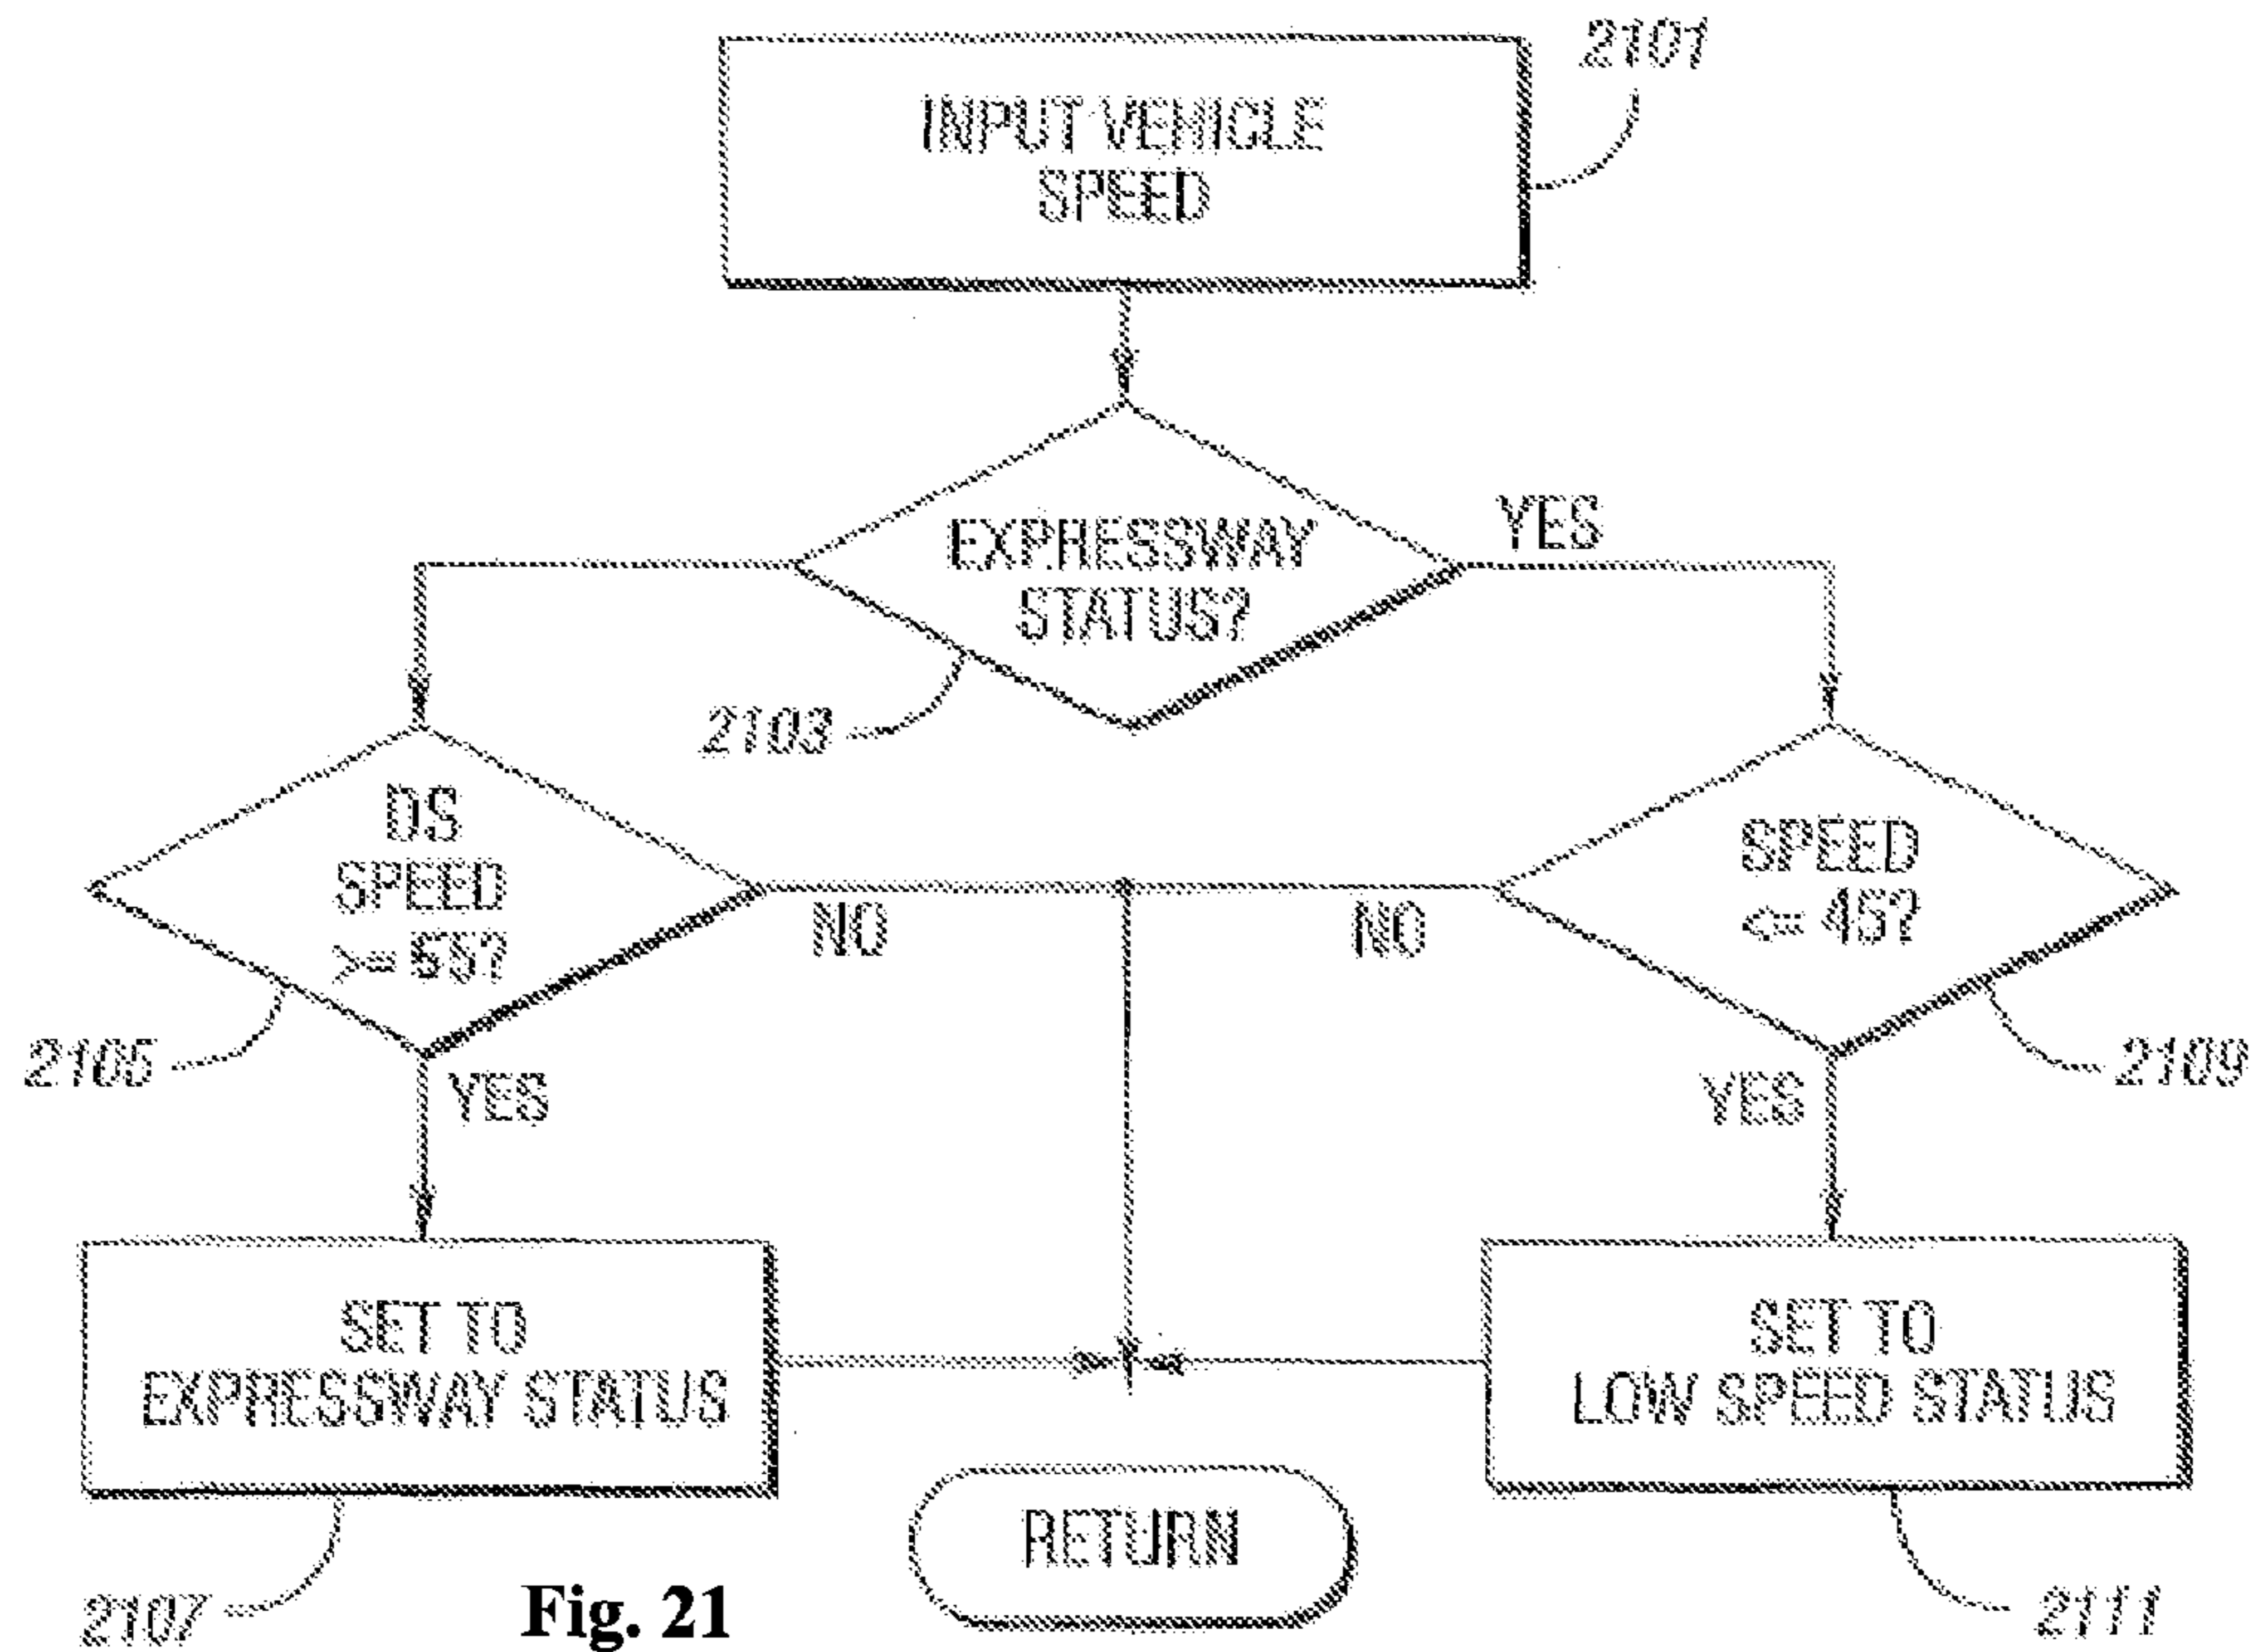 2101
INPUT VEHICLE
SPEED
EXPRESSWAY
STATUS?
YES
2103
DS
SPEED
>= 55?
NO
NO
SPEED
<= 45?
2105
YES
YES
2109
SET TO
EXPRESSWAY STATUS
SET TO
LOW SPEED STATUS
RETURN
2107
Fig. 21
2111